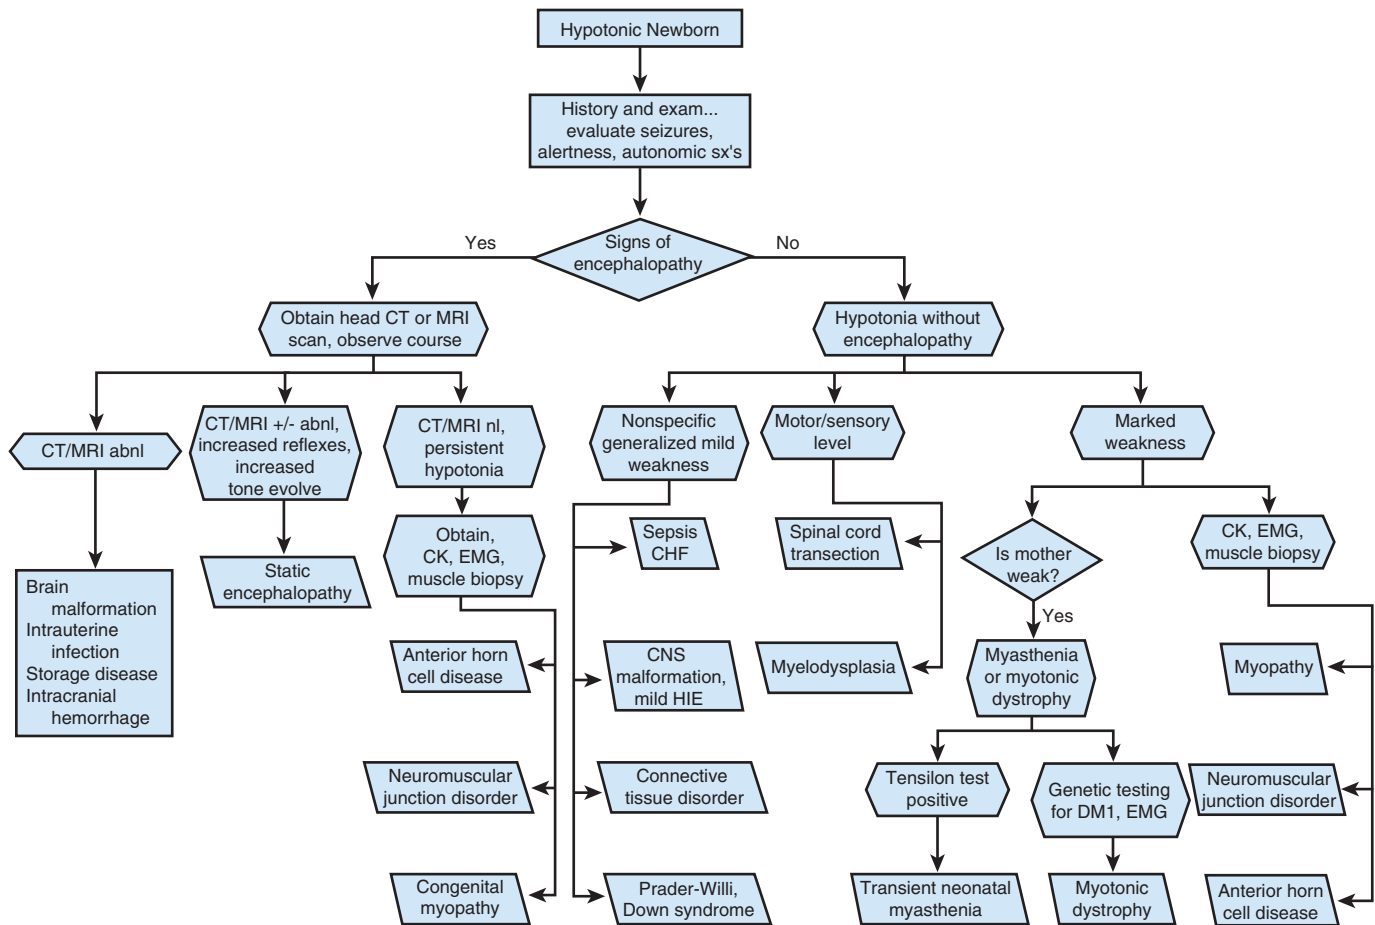 Hypotonic Newborn
History and exam...
evaluate seizures,
alertness, autonomic sx's
Signs of
encephalopathy
Yes
No
Obtain head CT or MRI
scan, observe course
Hypotonia without
encephalopathy
CT/MRI abnl
CT/MRI +/- abnl,
increased reflexes,
increased
tone evolve
CT/MRI nl,
persistent
hypotonia
Nonspecific
generalized mild
weakness
Motor/sensory
level
Marked
weakness
Brain
malformation
Intrauterine
infection
Storage disease
Intracranial
hemorrhage
Static
encephalopathy
Obtain,
CK, EMG,
muscle biopsy
Anterior horn
cell disease
Neuromuscular
junction disorder
Congenital
myopathy
Sepsis
CHF
CNS
malformation,
mild HIE
Connective
tissue disorder
Prader-Willi,
Down syndrome
Spinal cord
transection
Myelodysplasia
Is mother
weak?
Yes
Myasthenia
or myotonic
dystrophy
Tensilon test
positive
Genetic testing
for DM1, EMG
Transient neonatal
myasthenia
Myotonic
dystrophy
CK, EMG,
muscle biopsy
Myopathy
Neuromuscular
junction disorder
Anterior horn
cell disease